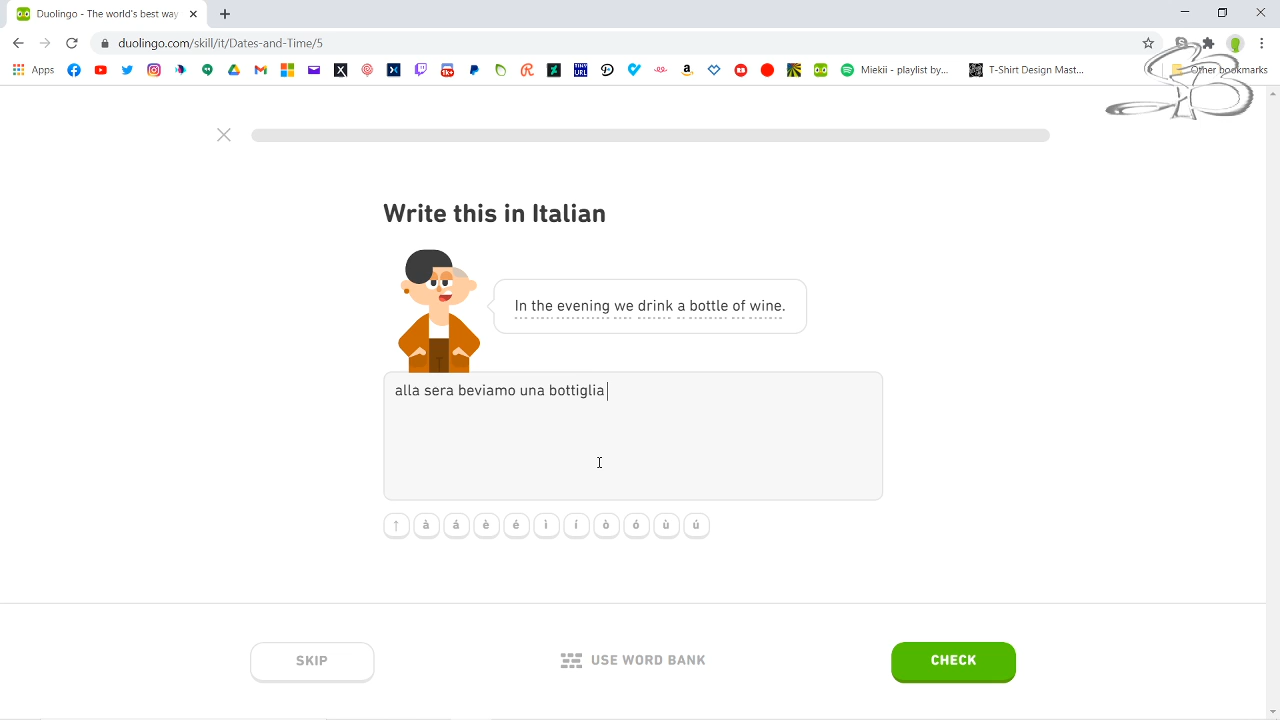 Duolingo - The world's best way
duolingo.com/skill/it/Dates-and-Time/5
Apps
Miekii - playlist by...
T-Shirt Design Mast...
Other bookmarks
Write this in Italian
In the evening we drink a bottle of wine.
alla sera beviamo una bottiglia
↑ à á è é ì í ò ó ù ú
SKIP
USE WORD BANK
CHECK